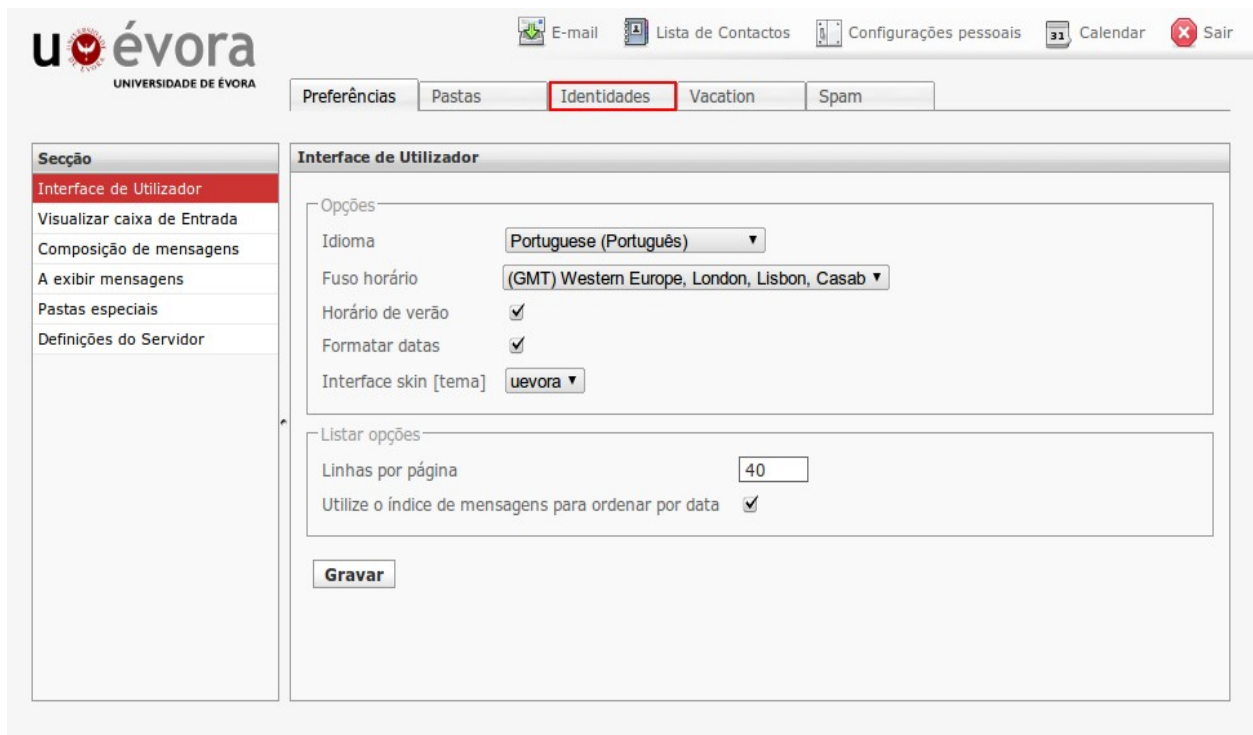 u évora
UNIVERSIDADE DE ÉVORA
E-mail Lista de Contactos Configurações pessoais 31 Calendar Sair
Preferências Pastas Identidades Vacation Spam
Secção
Interface de Utilizador
Visualizar caixa de Entrada
Composição de mensagens
A exibir mensagens
Pastas especiais
Definições do Servidor
Interface de Utilizador
Opções
Idioma Portuguese (Português)
Fuso horário (GMT) Western Europe, London, Lisbon, Casab
Horário de verão
Formatar datas
Interface skin [tema] uevora
Listar opções
Linhas por página 40
Utilize o índice de mensagens para ordenar por data
Gravar